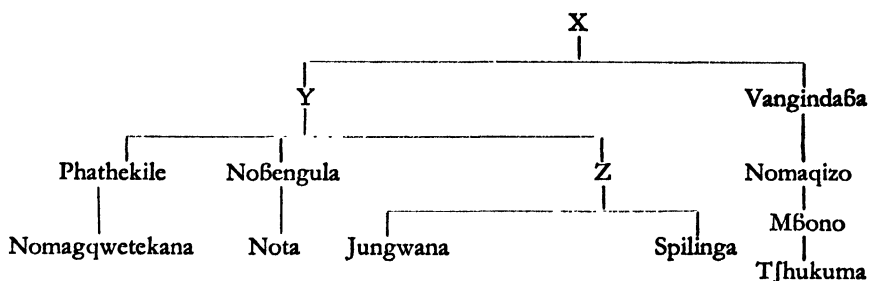 X
Y Vangindaɓa
Phathekile Noɓengula Z Nomaqizo
Mɓono
Nomagqwetekana Nota Jungwana Spilinga
Tʃhukuma